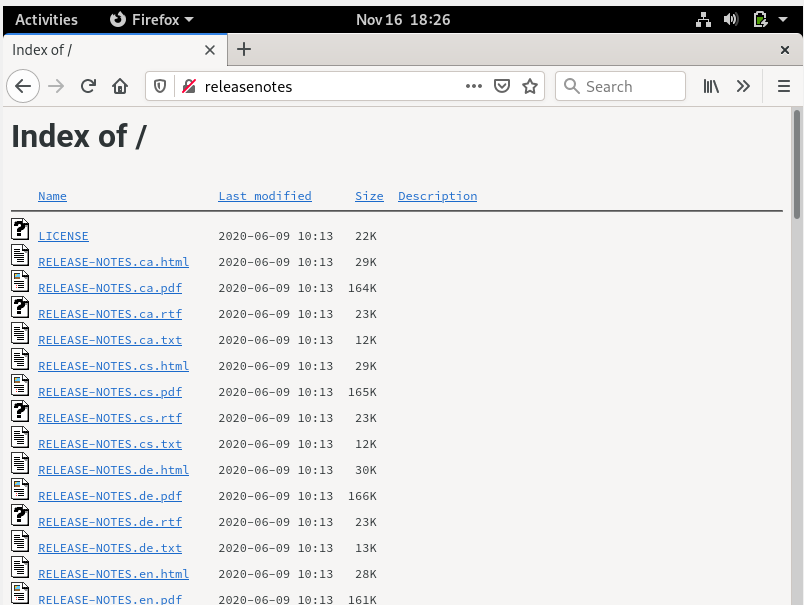 Activities Firefox Nov 16 18:26
Index of /
releasenotes Search
Index of /
Name Last modified Size Description
LICENSE 2020-06-09 10:13 22K
RELEASE-NOTES.ca.html 2020-06-09 10:13 29K
RELEASE-NOTES.ca.pdf 2020-06-09 10:13 164K
RELEASE-NOTES.ca.rtf 2020-06-09 10:13 23K
RELEASE-NOTES.ca.txt 2020-06-09 10:13 12K
RELEASE-NOTES.cs.html 2020-06-09 10:13 29K
RELEASE-NOTES.cs.pdf 2020-06-09 10:13 165K
RELEASE-NOTES.cs.rtf 2020-06-09 10:13 23K
RELEASE-NOTES.cs.txt 2020-06-09 10:13 12K
RELEASE-NOTES.de.html 2020-06-09 10:13 30K
RELEASE-NOTES.de.pdf 2020-06-09 10:13 166K
RELEASE-NOTES.de.rtf 2020-06-09 10:13 23K
RELEASE-NOTES.de.txt 2020-06-09 10:13 13K
RELEASE-NOTES.en.html 2020-06-09 10:13 28K
RELEASE-NOTES.en.pdf 2020-06-09 10:13 161K